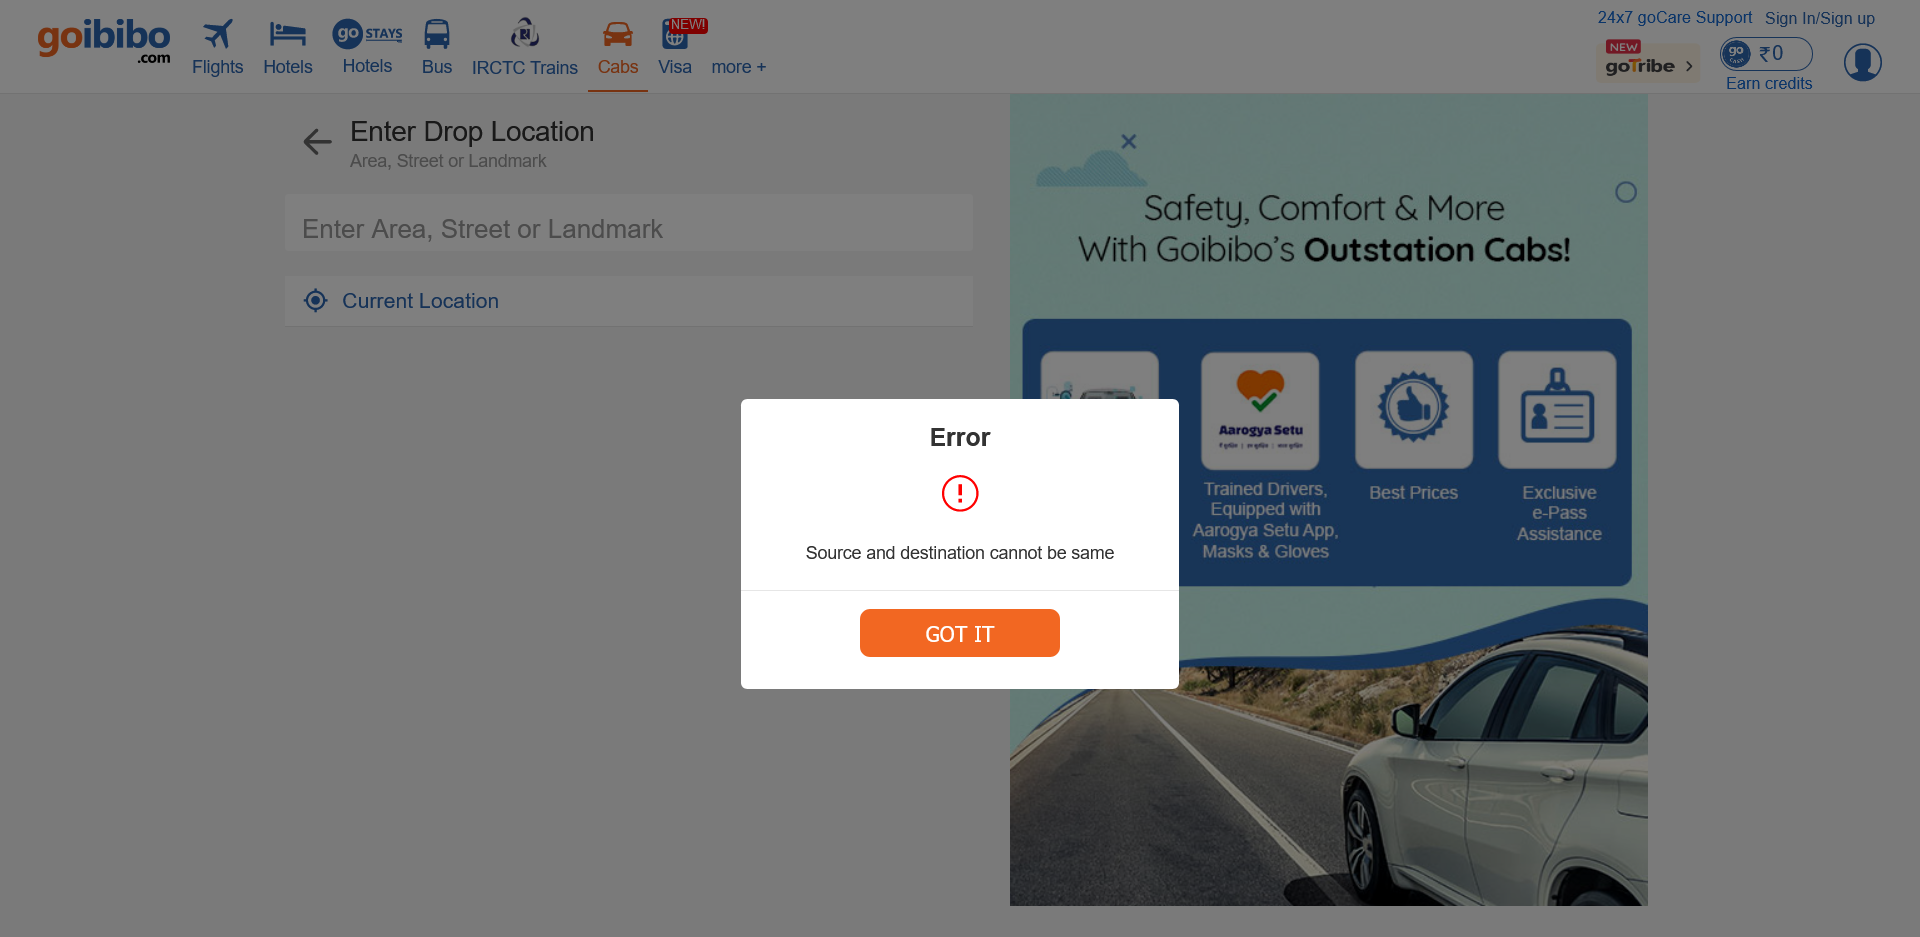 goibibo
.com
Flights
Hotels
go STAYS
Hotels
Bus
IRCTC Trains
Cabs
NEW!
Visa
more +
24x7 goCare Support
Sign In/Sign up
NEW
goTribe
go
cash
₹0
Earn credits
Enter Drop Location
Area, Street or Landmark
Enter Area, Street or Landmark
Current Location
Safety, Comfort & More
With Goibibo's Outstation Cabs!
Aarogya Setu
Trained Drivers,
Equipped with
Aarogya Setu App,
Masks & Gloves
Best Prices
Exclusive
e-Pass
Assistance
Error
Source and destination cannot be same
GOT IT